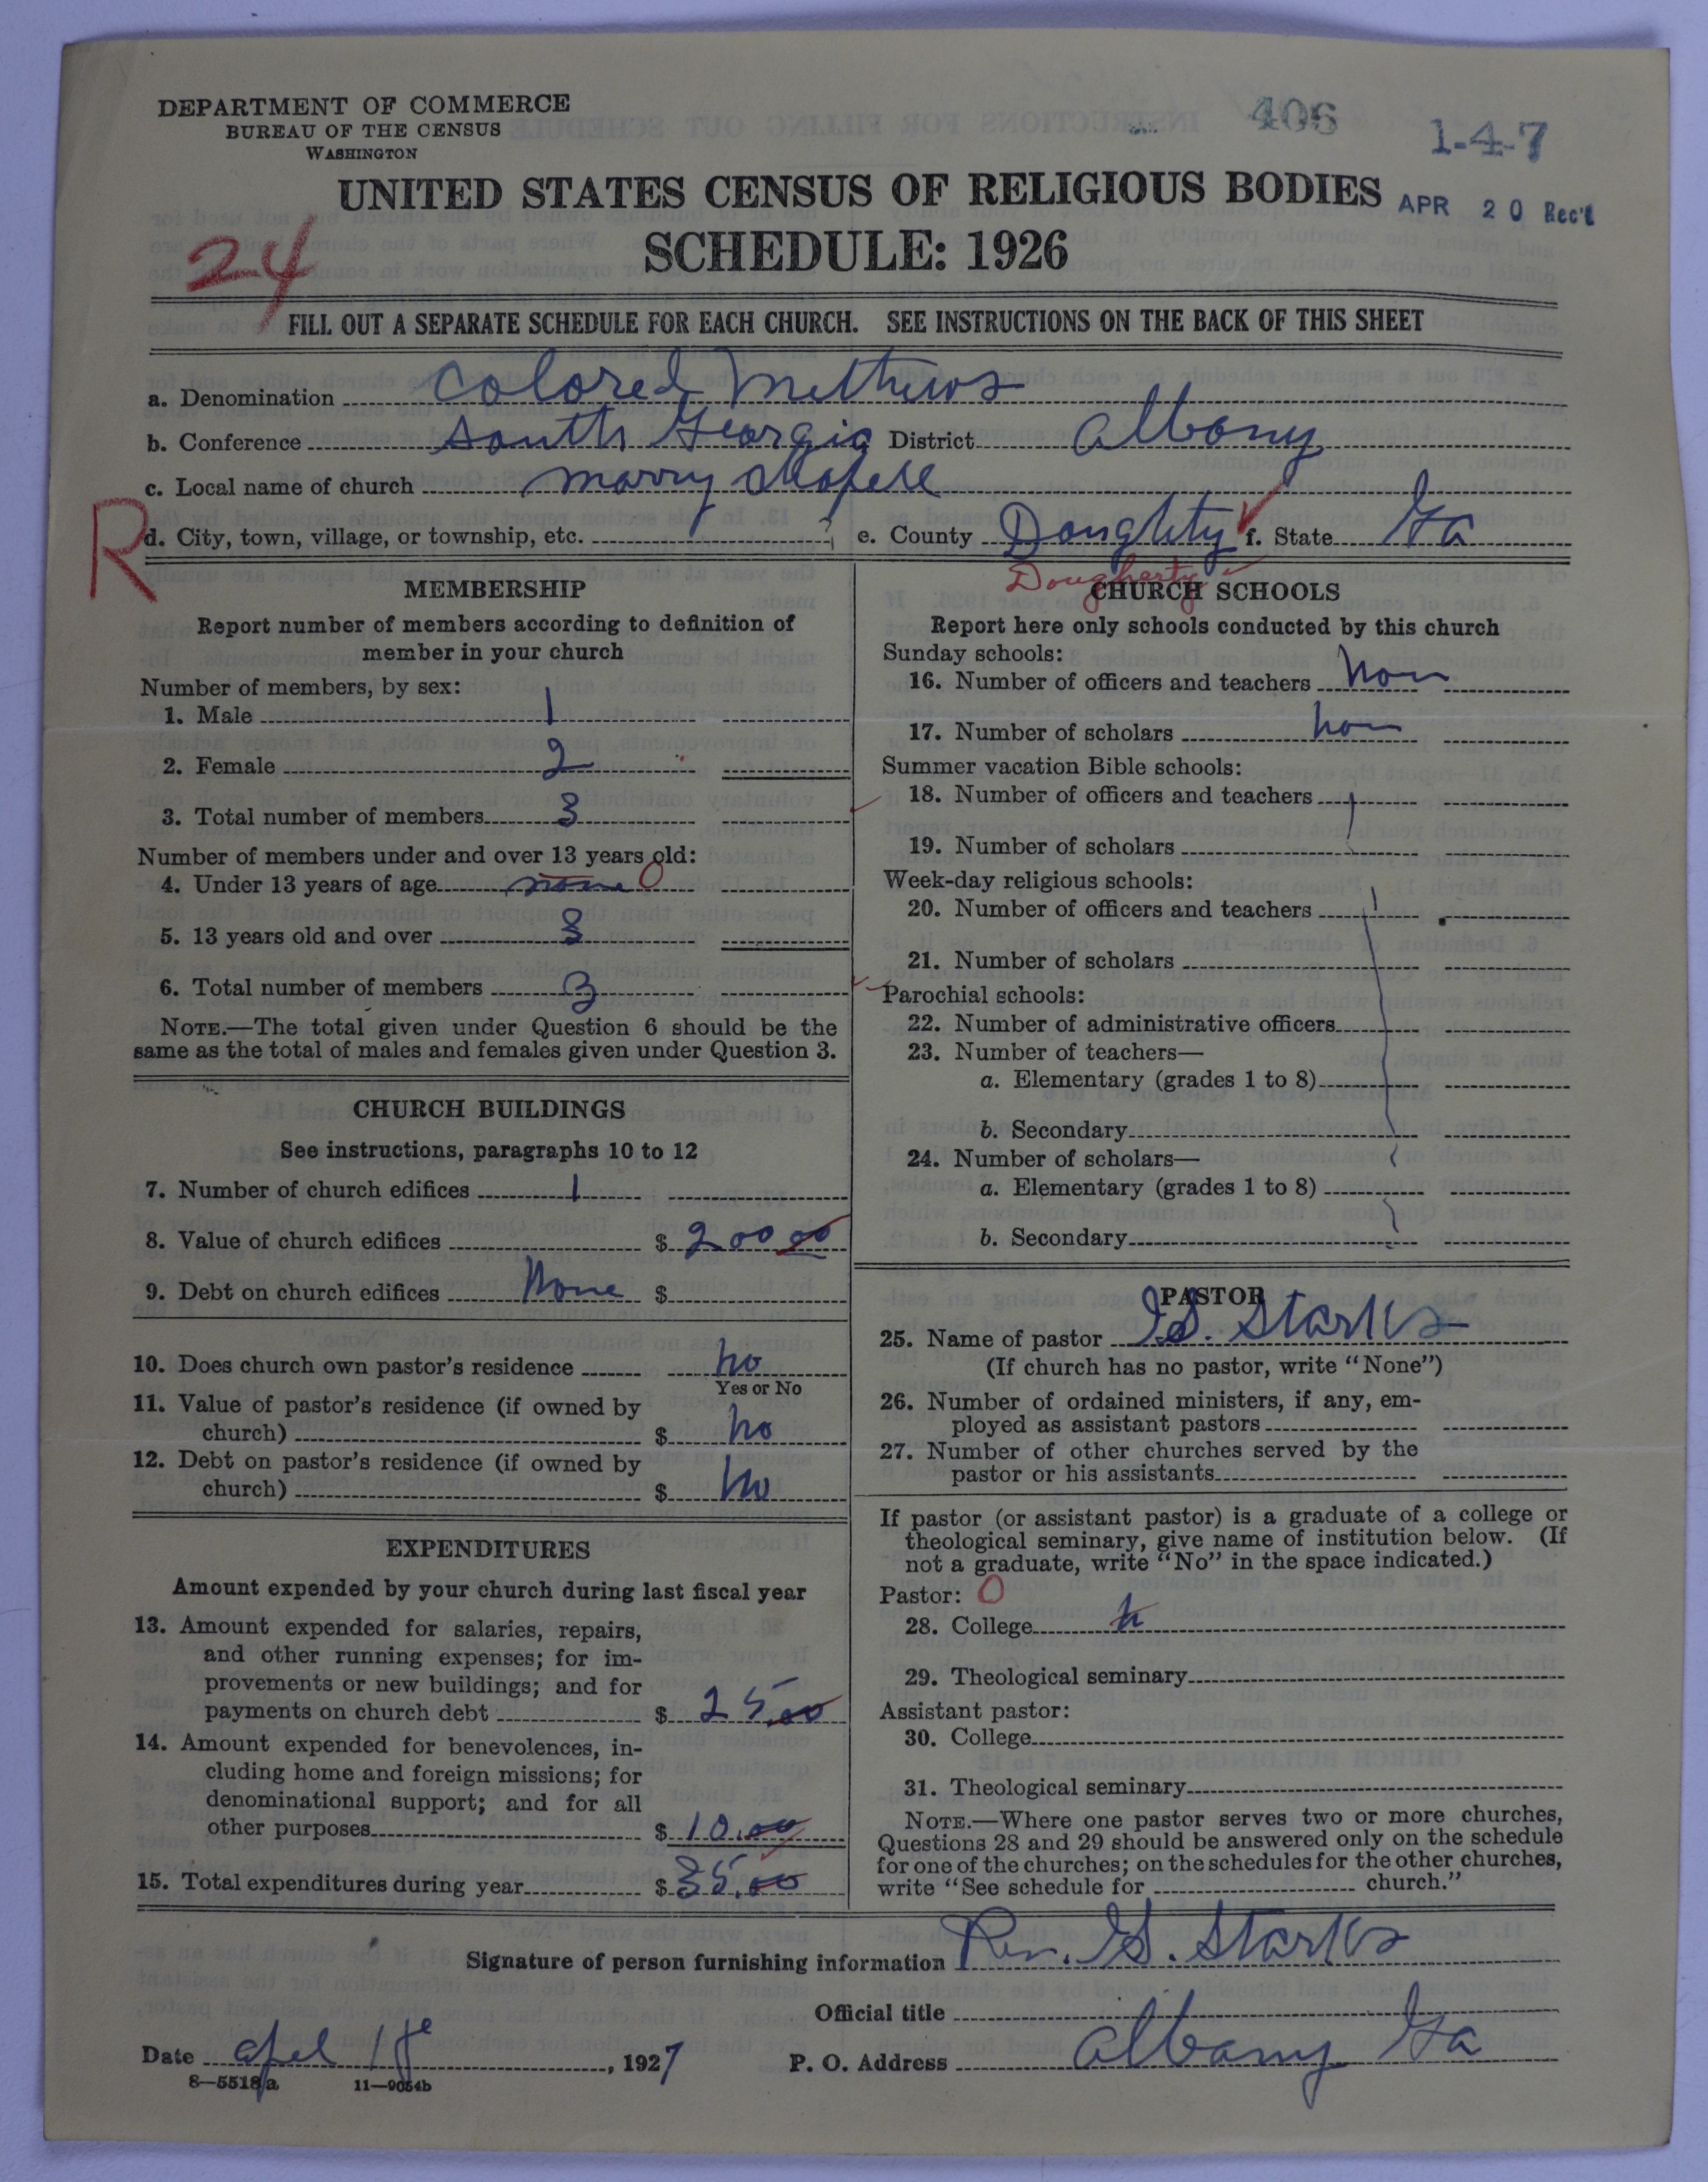 DEPARTMENT OF COMMERCE
BUREAU OF THE CENSUS
WASHINGTON
406
1-4-7
UNITED STATES CENSUS OF RELIGIOUS BODIES
APR 20 Rec't
SCHEDULE: 1926
24
FILL OUT A SEPARATE SCHEDULE FOR EACH CHURCH. SEE INSTRUCTIONS ON THE BACK OF THIS SHEET
a. Denomination Colored Methews
b. Conference South Georgia District Albany
c. Local name of church marry chapell
R
d. City, town, village, or township, etc. e. County Doughty f. State Ga
Dougherty
MEMBERSHIP
Report number of members according to definition of
member in your church
Number of members, by sex:
1. Male 1
2. Female 2
3. Total number of members 3
Number of members under and over 13 years old:
4. Under 13 years of age none 0
5. 13 years old and over 3
6. Total number of members 3
NOTE.—The total given under Question 6 should be the
same as the total of males and females given under Question 3.
CHURCH BUILDINGS
See instructions, paragraphs 10 to 12
7. Number of church edifices 1
8. Value of church edifices $ 200 00
9. Debt on church edifices None $
10. Does church own pastor's residence no
Yes or No
11. Value of pastor's residence (if owned by
church) $ no
12. Debt on pastor's residence (if owned by
church) $ no
EXPENDITURES
Amount expended by your church during last fiscal year
13. Amount expended for salaries, repairs,
and other running expenses; for im-
provements or new buildings; and for
payments on church debt $ 25.00
14. Amount expended for benevolences, in-
cluding home and foreign missions; for
denominational support; and for all
other purposes $ 10.00
15. Total expenditures during year $ 35.00
CHURCH SCHOOLS
Report here only schools conducted by this church
Sunday schools:
16. Number of officers and teachers non
17. Number of scholars non
Summer vacation Bible schools:
18. Number of officers and teachers
19. Number of scholars
Week-day religious schools:
20. Number of officers and teachers
21. Number of scholars
Parochial schools:
22. Number of administrative officers
23. Number of teachers—
a. Elementary (grades 1 to 8)
b. Secondary
24. Number of scholars—
a. Elementary (grades 1 to 8)
b. Secondary
PASTOR
25. Name of pastor Starks
(If church has no pastor, write "None")
26. Number of ordained ministers, if any, em-
ployed as assistant pastors
27. Number of other churches served by the
pastor or his assistants
If pastor (or assistant pastor) is a graduate of a college or
theological seminary, give name of institution below. (If
not a graduate, write "No" in the space indicated.)
Pastor: 0
28. College
29. Theological seminary
Assistant pastor:
30. College
31. Theological seminary
NOTE.—Where one pastor serves two or more churches,
Questions 28 and 29 should be answered only on the schedule
for one of the churches; on the schedules for the other churches,
write "See schedule for church."
Signature of person furnishing information Rev. Starks
Official title
Date 18, 1927 P. O. Address Albany Ga
8—5518a 11—9054b